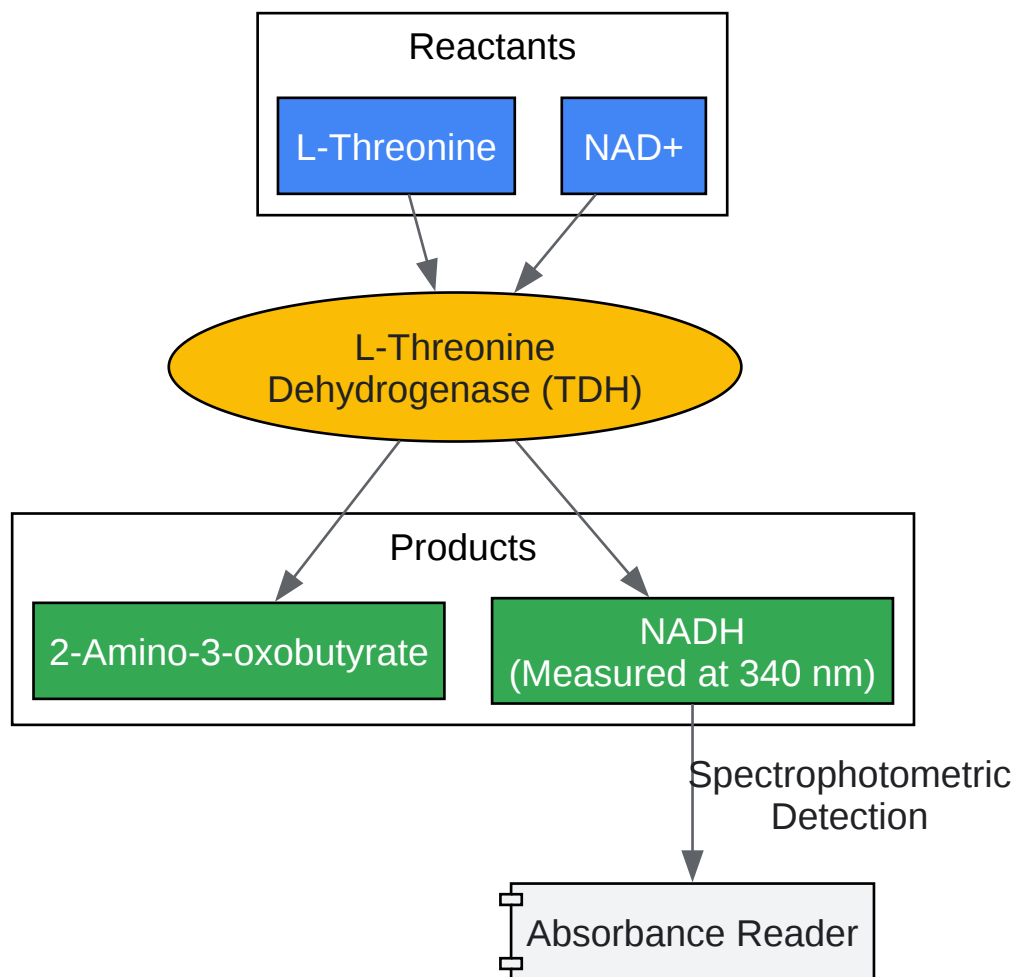 Reactants
L-Threonine
NAD+
L-Threonine
Dehydrogenase (TDH)
Products
2-Amino-3-oxobutyrate
NADH
(Measured at 340 nm)
Spectrophotometric
Detection
Absorbance Reader